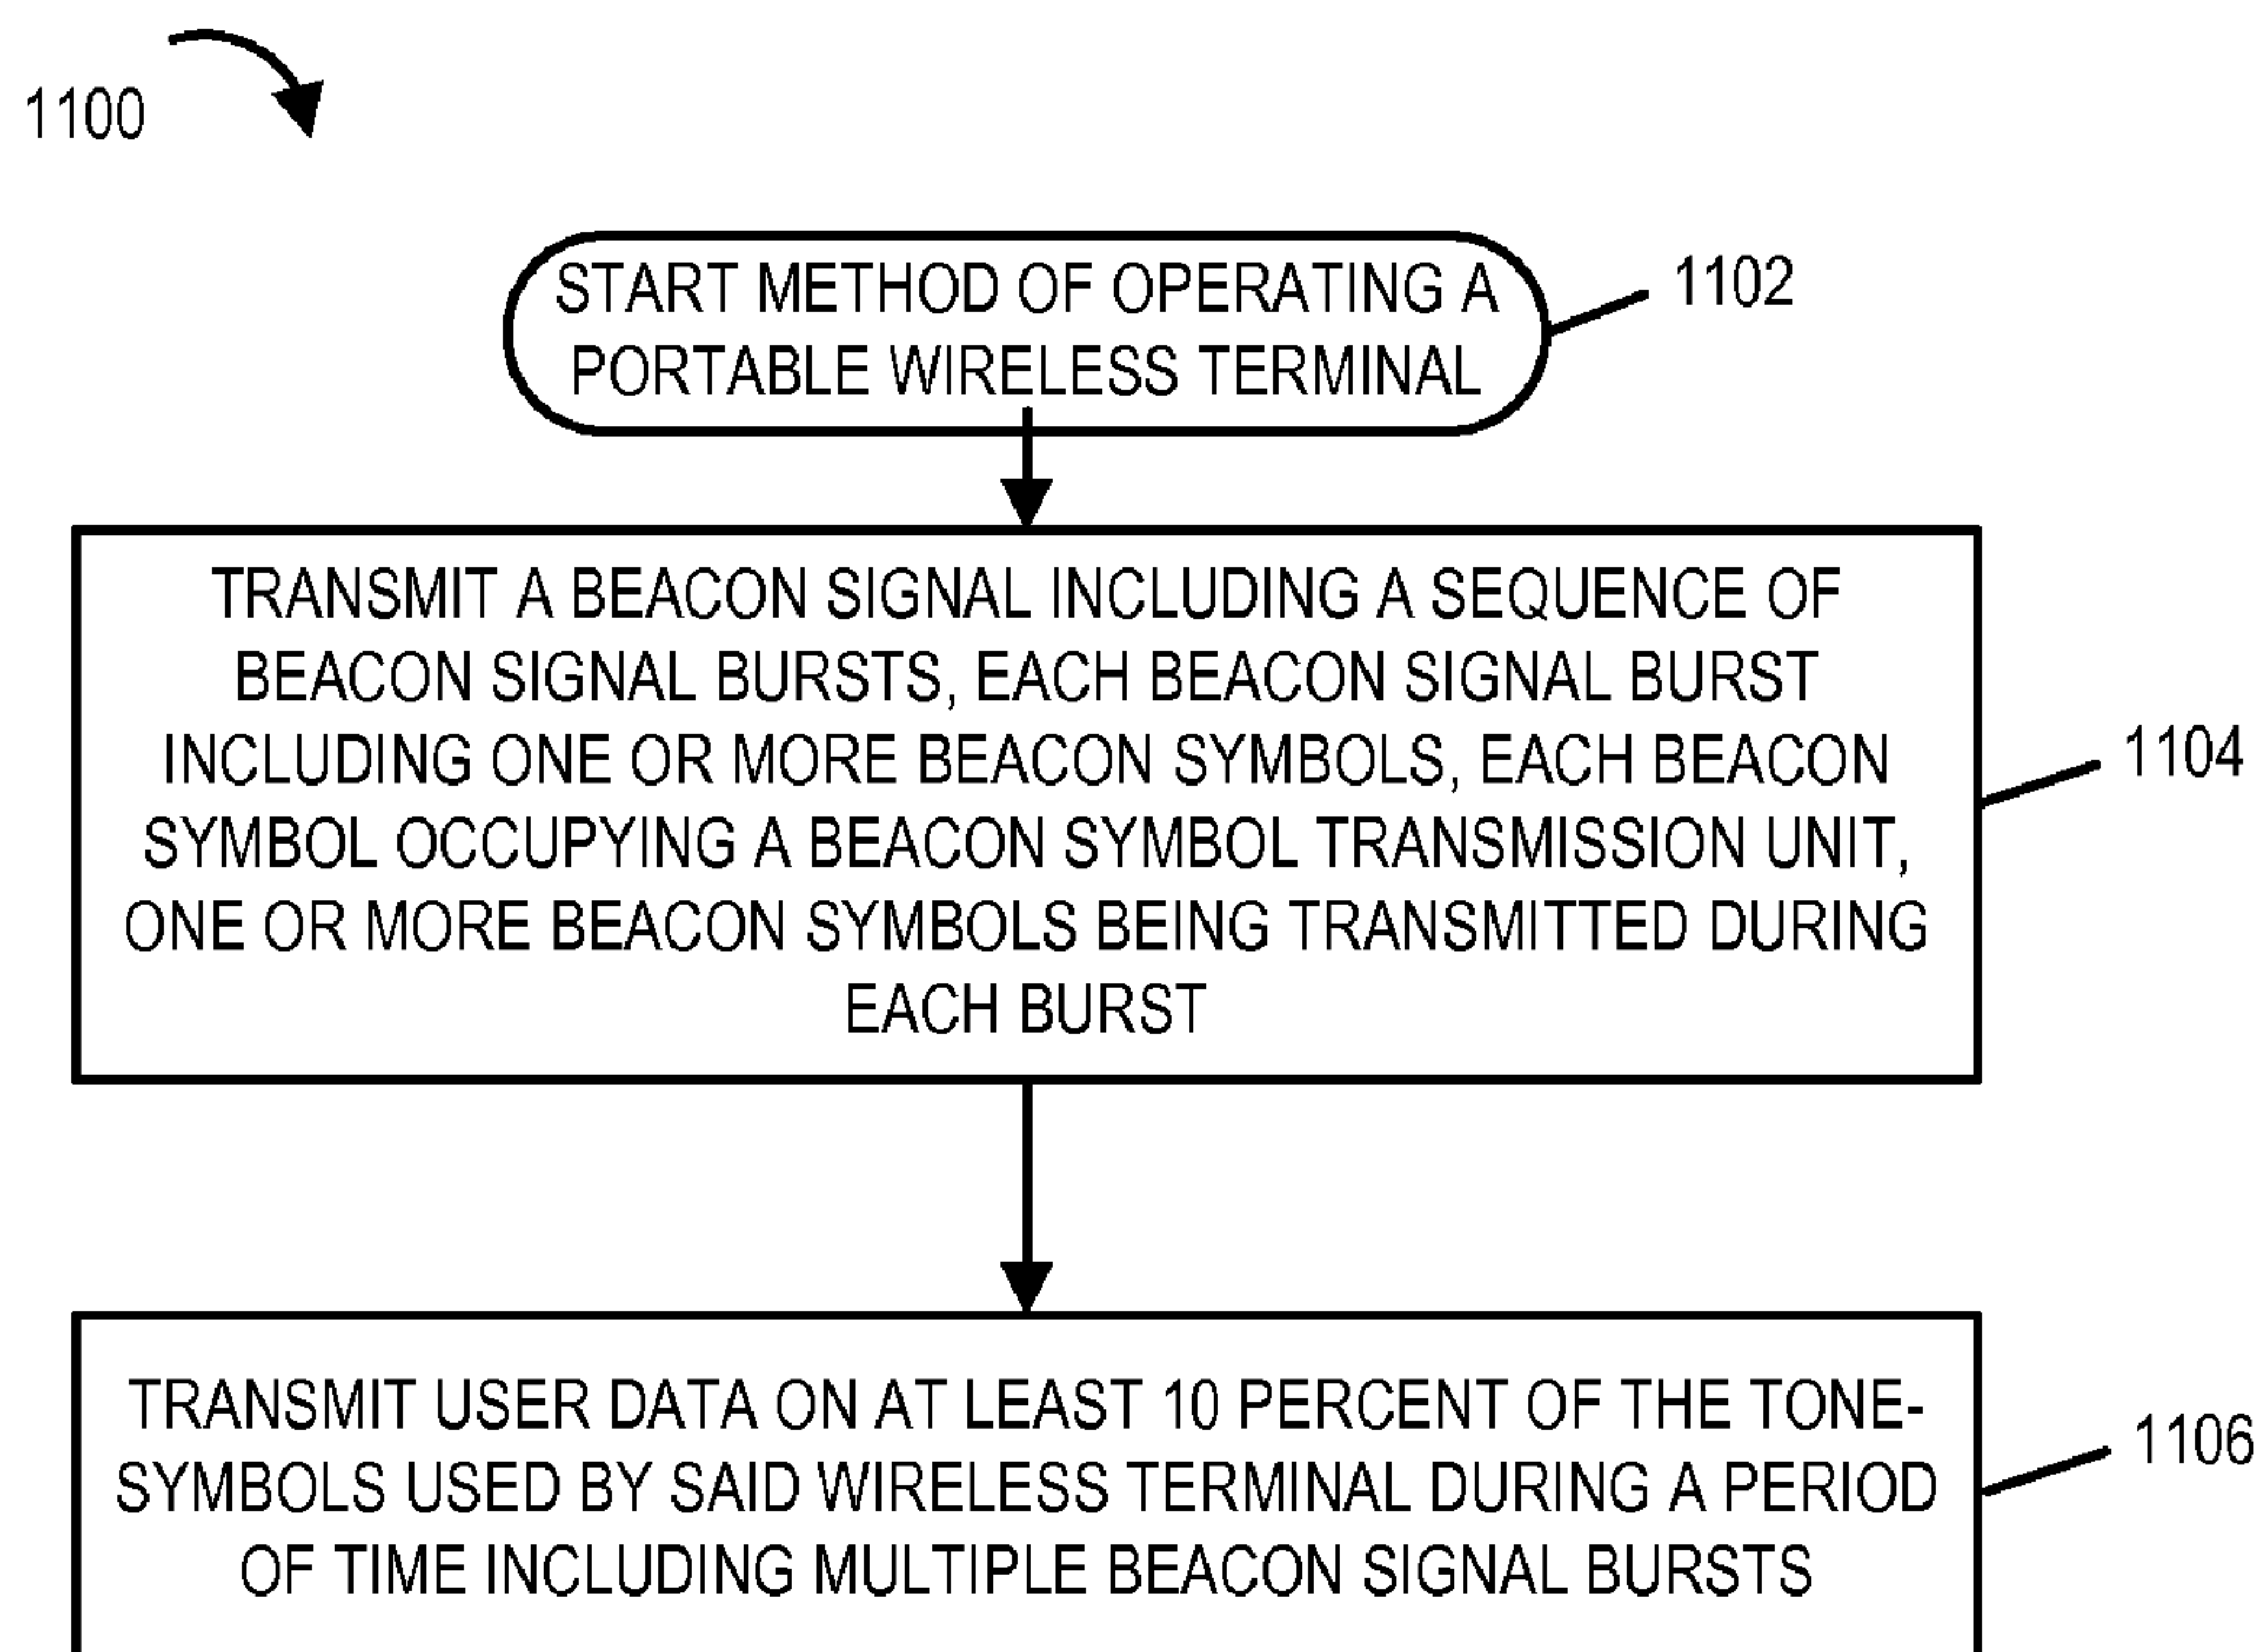 1100
START METHOD OF OPERATING A
PORTABLE WIRELESS TERMINAL
1102
TRANSMIT A BEACON SIGNAL INCLUDING A SEQUENCE OF
BEACON SIGNAL BURSTS, EACH BEACON SIGNAL BURST
INCLUDING ONE OR MORE BEACON SYMBOLS, EACH BEACON
SYMBOL OCCUPYING A BEACON SYMBOL TRANSMISSION UNIT,
ONE OR MORE BEACON SYMBOLS BEING TRANSMITTED DURING
EACH BURST
1104
TRANSMIT USER DATA ON AT LEAST 10 PERCENT OF THE TONE-
SYMBOLS USED BY SAID WIRELESS TERMINAL DURING A PERIOD
OF TIME INCLUDING MULTIPLE BEACON SIGNAL BURSTS
1106